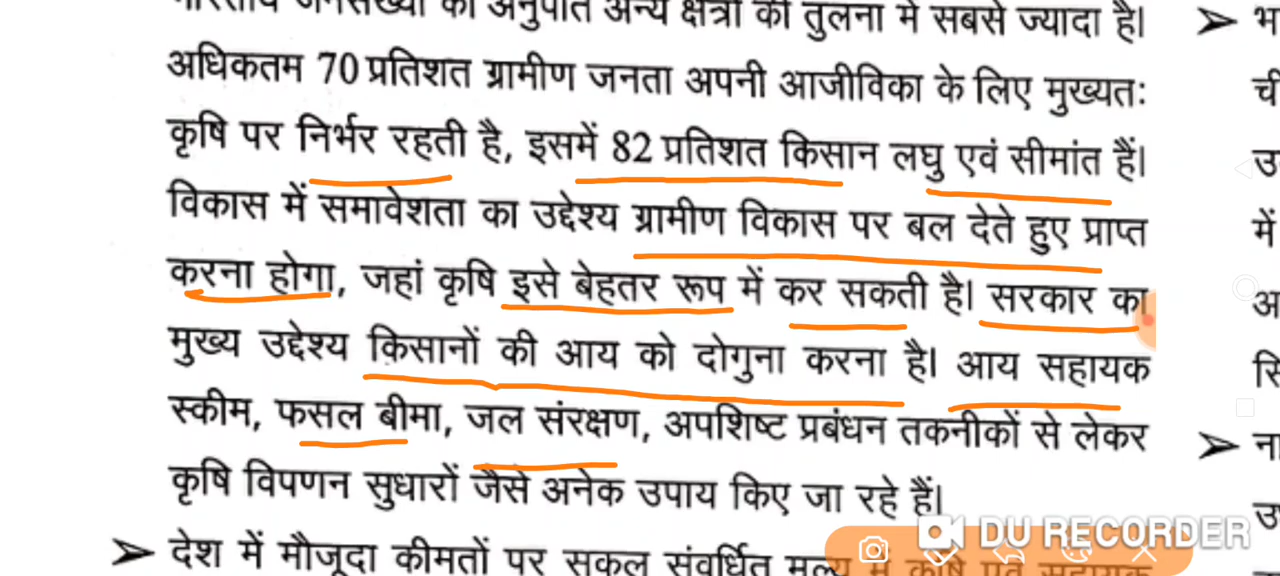 भारतीय जनसंख्या का अनुपात अन्य क्षेत्रों की तुलना में सबसे ज्यादा है।
अधिकतम 70 प्रतिशत ग्रामीण जनता अपनी आजीविका के लिए मुख्यतः
कृषि पर निर्भर रहती है, इसमें 82 प्रतिशत किसान लघु एवं सीमांत हैं।
विकास में समावेशता का उद्देश्य ग्रामीण विकास पर बल देते हुए प्राप्त
करना होगा, जहां कृषि इसे बेहतर रूप में कर सकती है। सरकार का
मुख्य उद्देश्य किसानों की आय को दोगुना करना है। आय सहायक
स्कीम, फसल बीमा, जल संरक्षण, अपशिष्ट प्रबंधन तकनीकों से लेकर
कृषि विपणन सुधारों जैसे अनेक उपाय किए जा रहे हैं।
➢ देश में मौजूदा कीमतों पर सकल संवर्धित मूल्य में कृषि एवं सहायक
➢ भ
ची
उ
में
अ
सि
➢ ना
उ
DU RECORDER